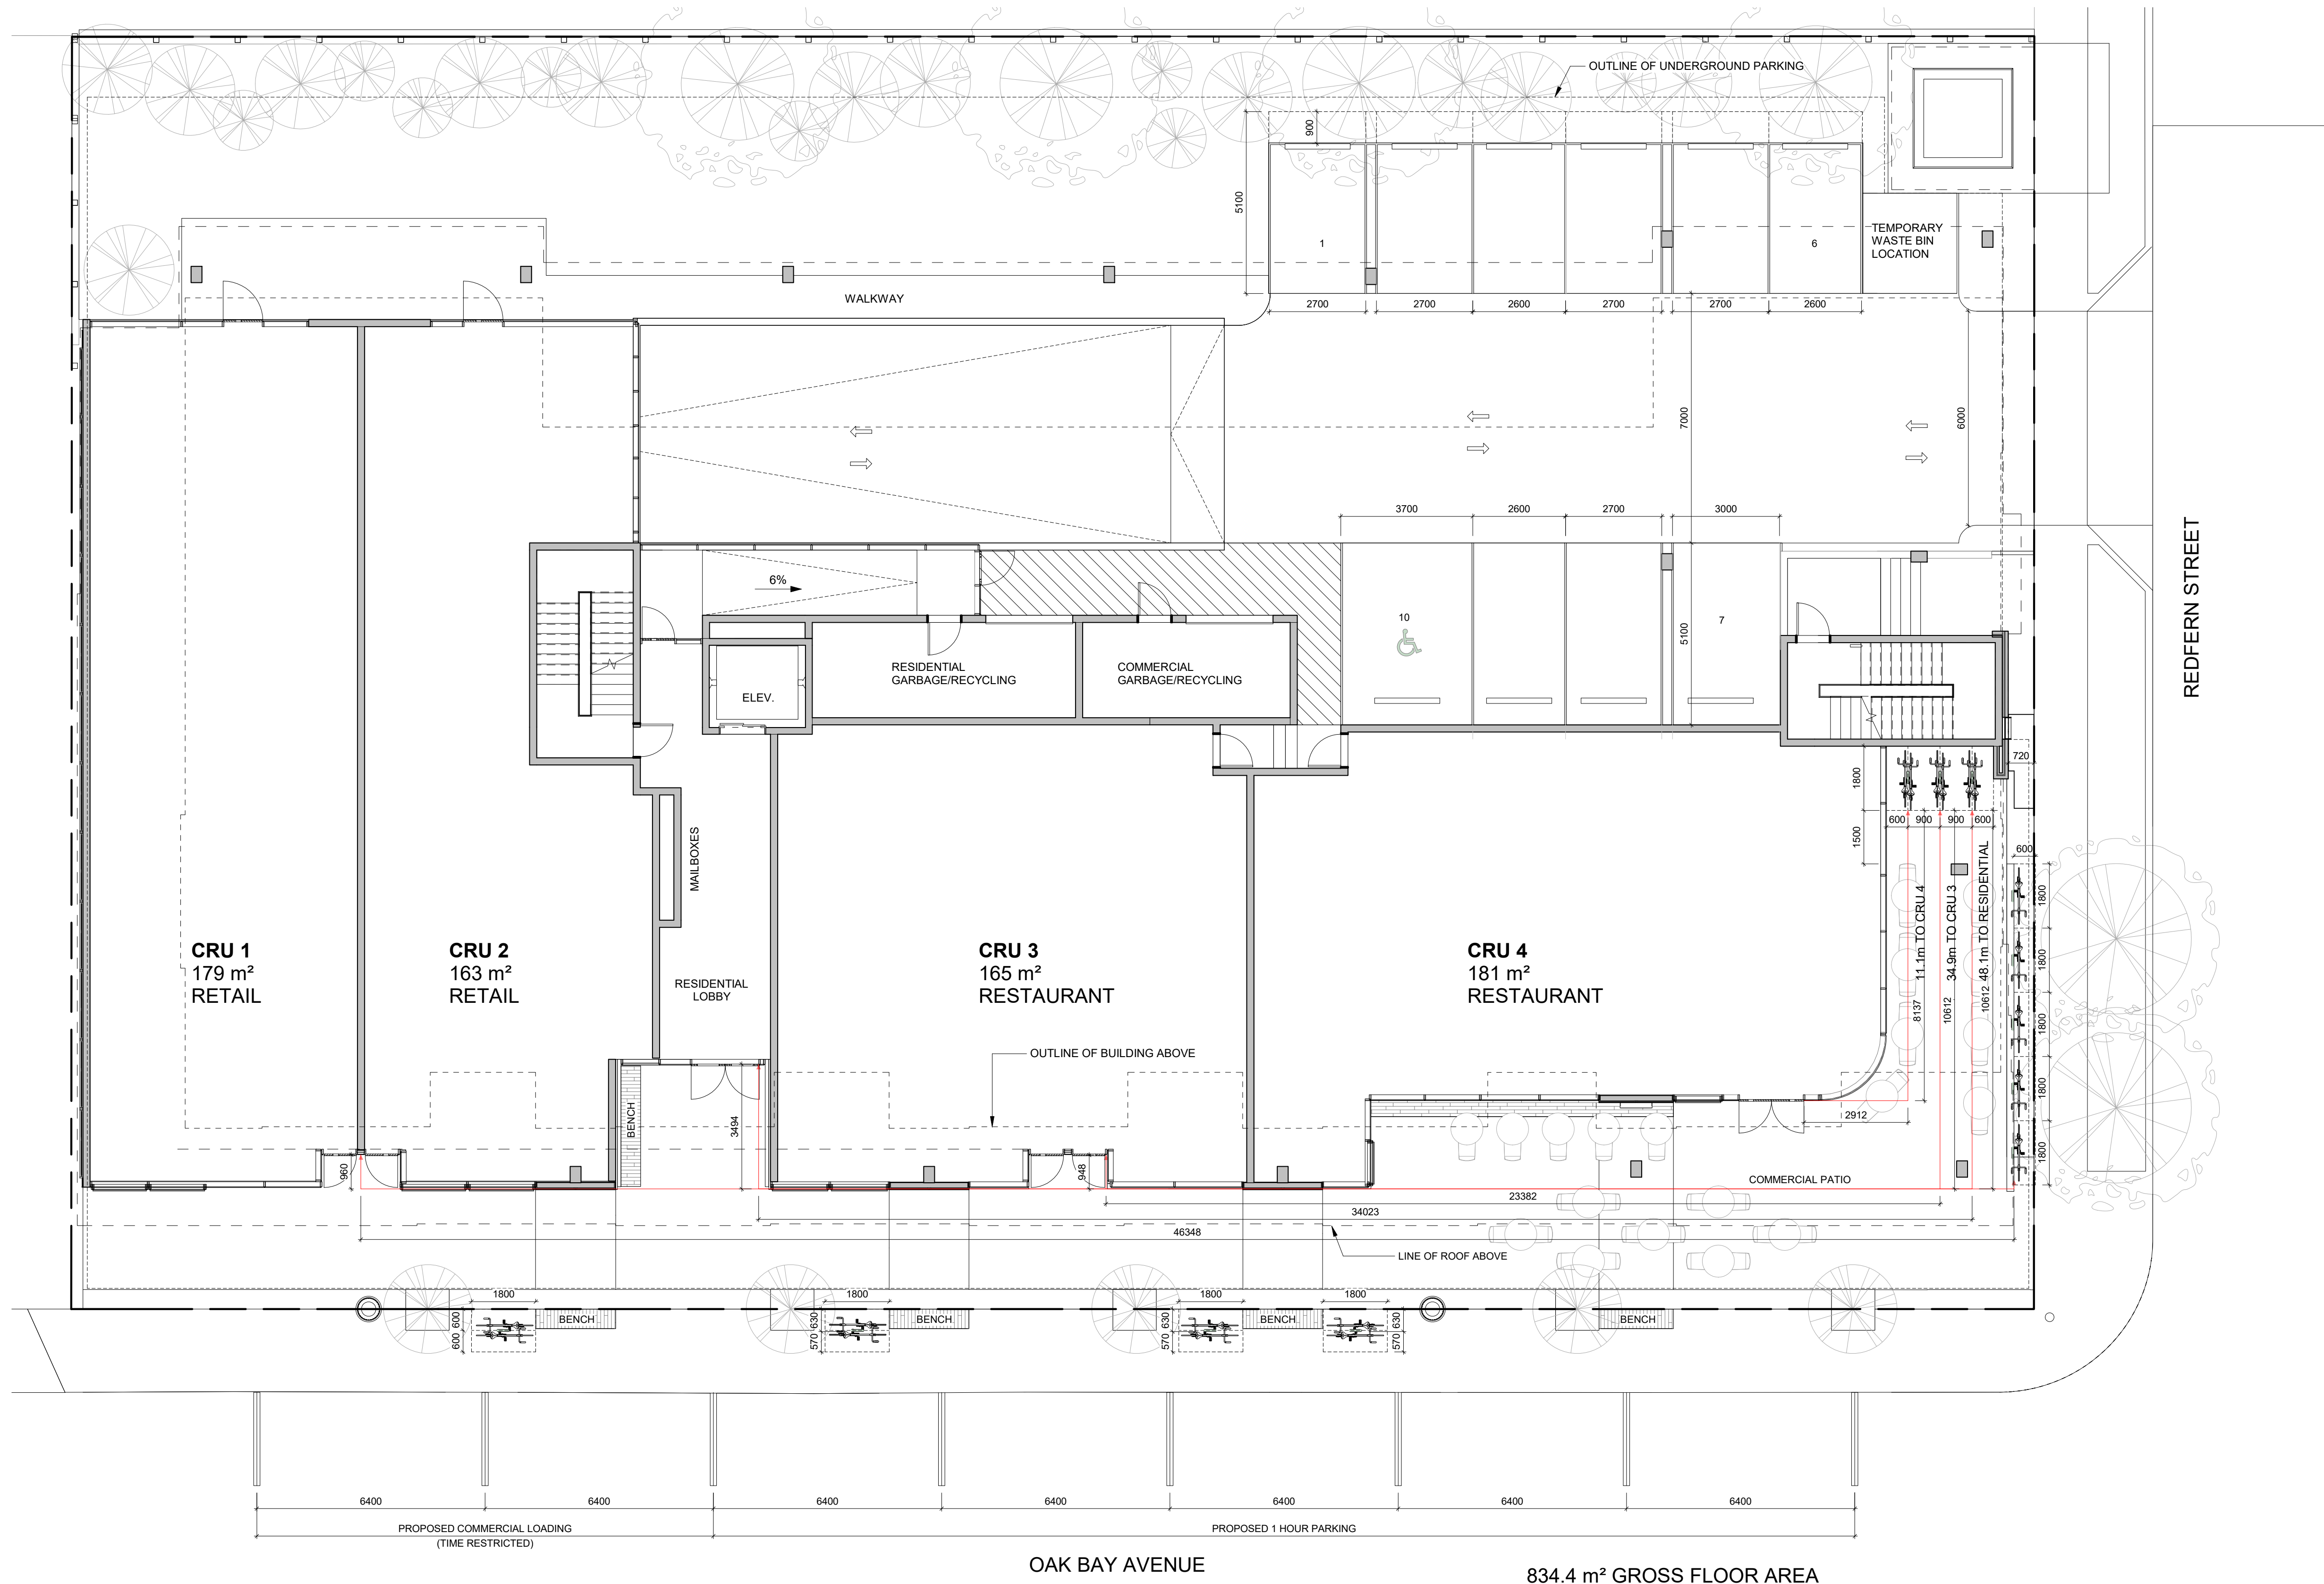 OUTLINE OF UNDERGROUND PARKING
900
5100
1
6
TEMPORARY
WASTE BIN
LOCATION
WALKWAY
2700
2700
2600
2700
2700
2600
7000
6000
3700
2600
2700
3000
REDFERN STREET
6%
10
7
5100
RESIDENTIAL
GARBAGE/RECYCLING
COMMERCIAL
GARBAGE/RECYCLING
ELEV.
720
1800
600
900
900
600
1500
600
MAILBOXES
1800
1800
1800
1800
1800
11.1m TO CRU 4
34.9m TO CRU 3
48.1m TO RESIDENTIAL
8137
10612
10612
CRU 1
179 m²
RETAIL
CRU 2
163 m²
RETAIL
RESIDENTIAL
LOBBY
CRU 3
165 m²
RESTAURANT
CRU 4
181 m²
RESTAURANT
OUTLINE OF BUILDING ABOVE
BENCH
3494
2912
960
948
COMMERCIAL PATIO
23382
34023
46348
LINE OF ROOF ABOVE
1800
1800
1800
1800
600
600
BENCH
630
570
BENCH
630
570
BENCH
630
570
BENCH
6400
6400
6400
6400
6400
6400
6400
PROPOSED COMMERCIAL LOADING
(TIME RESTRICTED)
PROPOSED 1 HOUR PARKING
OAK BAY AVENUE
834.4 m² GROSS FLOOR AREA